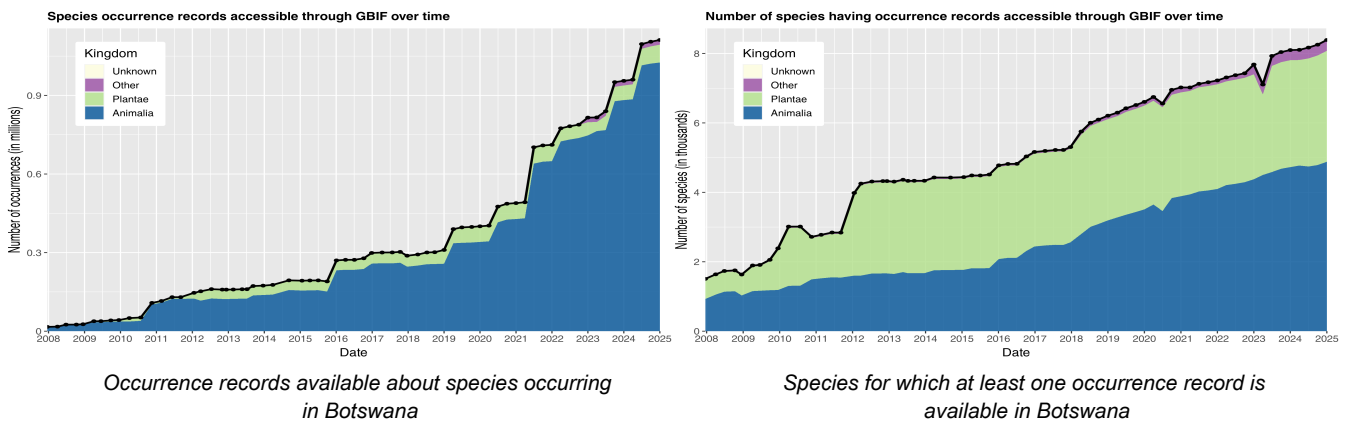 Species occurrence records accessible through GBIF over time
Number of occurrences (in millions)
0.9
0.6
0.3
0
Kingdom
Unknown
Other
Plantae
Animalia
2008 2009 2010 2011 2012 2013 2014 2015 2016 2017 2018 2019 2020 2021 2022 2023 2024 2025
Date
Occurrence records available about species occurring
in Botswana
Number of species having occurrence records accessible through GBIF over time
Number of species (in thousands)
8
6
4
2
0
Kingdom
Unknown
Other
Plantae
Animalia
2008 2009 2010 2011 2012 2013 2014 2015 2016 2017 2018 2019 2020 2021 2022 2023 2024 2025
Date
Species for which at least one occurrence record is
available in Botswana